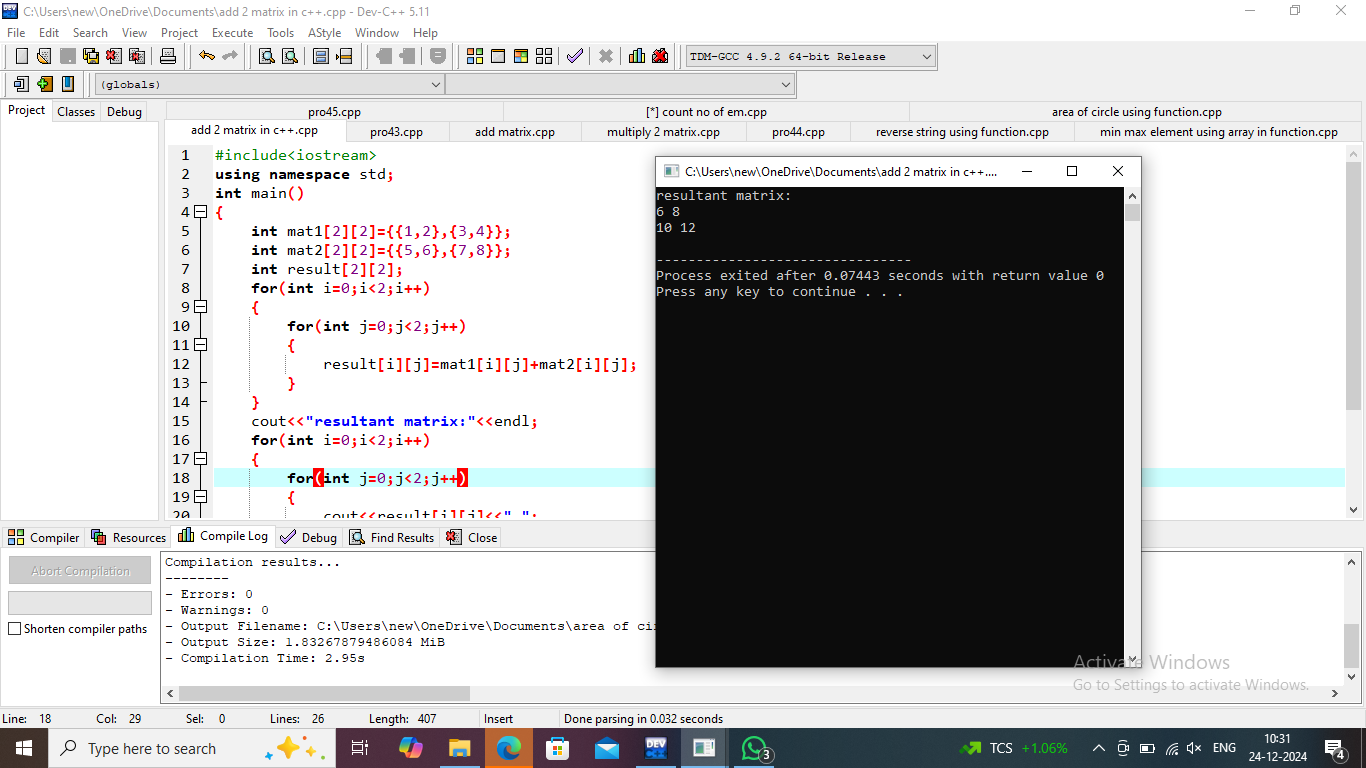 C:\Users\new\OneDrive\Documents\add 2 matrix in c++.cpp - Dev-C++ 5.11
File Edit Search View Project Execute Tools AStyle Window Help
TDM-GCC 4.9.2 64-bit Release
(globals)
Project Classes Debug
pro45.cpp [*] count no of em.cpp area of circle using function.cpp
add 2 matrix in c++.cpp pro43.cpp add matrix.cpp multiply 2 matrix.cpp pro44.cpp reverse string using function.cpp min max element using array in function.cpp
1 #include<iostream>
2 using namespace std;
3 int main()
4 {
5 int mat1[2][2]={{1,2},{3,4}};
6 int mat2[2][2]={{5,6},{7,8}};
7 int result[2][2];
8 for(int i=0;i<2;i++)
9 {
10 for(int j=0;j<2;j++)
11 {
12 result[i][j]=mat1[i][j]+mat2[i][j];
13 }
14 }
15 cout<<"resultant matrix:"<<endl;
16 for(int i=0;i<2;i++)
17 {
18 for(int j=0;j<2;j++)
19 {
20 cout<<result[i][j]<<" ";
C:\Users\new\OneDrive\Documents\add 2 matrix in c++....
resultant matrix:
6 8
10 12
--------------------------------
Process exited after 0.07443 seconds with return value 0
Press any key to continue . . .
Compiler Resources Compile Log Debug Find Results Close
Abort Compilation
Shorten compiler paths
Compilation results...
--------
- Errors: 0
- Warnings: 0
- Output Filename: C:\Users\new\OneDrive\Documents\area of ci
- Output Size: 1.83267879486084 MiB
- Compilation Time: 2.95s
Activate Windows
Go to Settings to activate Windows.
Line: 18 Col: 29 Sel: 0 Lines: 26 Length: 407 Insert Done parsing in 0.032 seconds
Type here to search
DEV
3
TCS +1.06%
ENG
10:31
24-12-2024
4